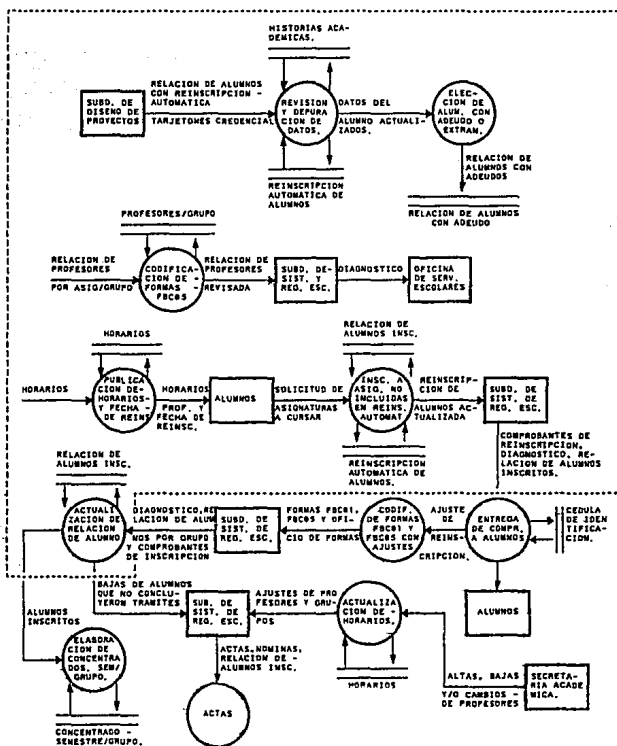 HISTORIAS ACA-
DEMICAS.
SUBD. DE
DISEÑO DE
PROYECTOS
RELACION DE ALUMNOS
CON REINSCRIPCION -
AUTOMATICA
TARJETONES CREDENCIAL
REVISION
Y DEPURA
CION DE
DATOS.
DATOS DEL
ALUMNO ACTUALI-
ZADOS.
ELEC-
CION DE
ALUM. CON
ADEUDO O
EXTRAM.
REINSCRIPCION
AUTOMATICA DE
ALUMNOS
RELACION DE
ALUMNOS CON
ADEUDOS
RELACION DE ALUMNOS
CON ADEUDO
PROFESORES/GRUPO
RELACION DE
PROFESORES
POR ASIG/GRUPO
CODIFICA-
CION DE-
FORMAS -
FBC05
RELACION DE
PROFESORES
REVISADA
SUBD. DE-
SIST. Y
REG. ESC.
DIAGNOSTICO
OFICINA
DE SERV.
ESCOLARES
HORARIOS
HORARIOS
PUBLICA
CION DE-
HORARIOS-
Y FECHA -
DE REINS
HORARIOS
PROF. Y
FECHA DE
REINSC.
ALUMNOS
SOLICITUD DE
ASIGNATURAS
A CURSAR
RELACION DE
ALUMNOS INSC.
INSC. A
ASIG. NO
INCLUIDAS
EN REINS.
AUTOMAT.
REINSCRIP-
CION DE
ALUMNOS AC-
TUALIZADA
SUBD. DE
SIST. DE
REG. ESC.
REINSCRIPCION
AUTOMATICA DE
ALUMNOS.
COMPROBANTES DE
REINSCRIPCION,
DIAGNOSTICO, RE-
LACION DE ALUMNOS
INSCRITOS.
RELACION DE
ALUMNOS INSC.
ACTUALI-
ZACION DE
RELACION
DE ALUMNO
DIAGNOSTICO,RE
LACION DE ALUM
NOS POR GRUPO
Y COMPROBANTES
DE INSCRIPCION
SUBD. DE
SIST. DE
REG. ESC.
FORMAS FBC01,
FBC05 Y OFI-
CIO DE FORMAS
CODIF.
DE FORMAS
FBC01 Y
FBC05 CON
AJUSTES
AJUSTE
DE
REINS-
CRIPCION.
ENTREGA
DE COMPR.
A ALUMNOS
CEDULA
DE IDEN
TIFICA-
CION.
ALUMNOS
BAJAS DE ALUMNOS
QUE NO CONCLU
YERON TRAMITES
SUB. DE
SIST. DE
REG. ESC.
AJUSTES DE PRO
FESORES Y GRU-
POS
ACTUALIZA
CION DE-
HORARIOS.
HORARIOS
ALTAS, BAJAS
Y/O CAMBIOS -
DE PROFESORES
SECRETA-
RIA ACADE
MICA.
ALUMNOS
INSCRITOS
ELABORA
CION DE
CONCENTRA
DOS. SEM/
GRUPO.
CONCENTRADO -
SEMESTRE/GRUPO.
ACTAS,NOMINAS,
RELACION DE -
ALUMNOS INSC.
ACTAS